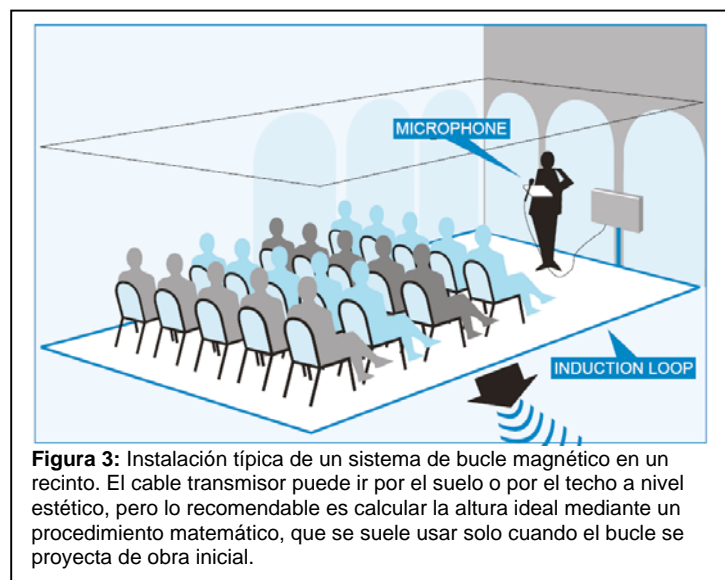 MICROPHONE
INDUCTION LOOP
Figura 3: Instalación típica de un sistema de bucle magnético en un
recinto. El cable transmisor puede ir por el suelo o por el techo a nivel
estético, pero lo recomendable es calcular la altura ideal mediante un
procedimiento matemático, que se suele usar solo cuando el bucle se
proyecta de obra inicial.